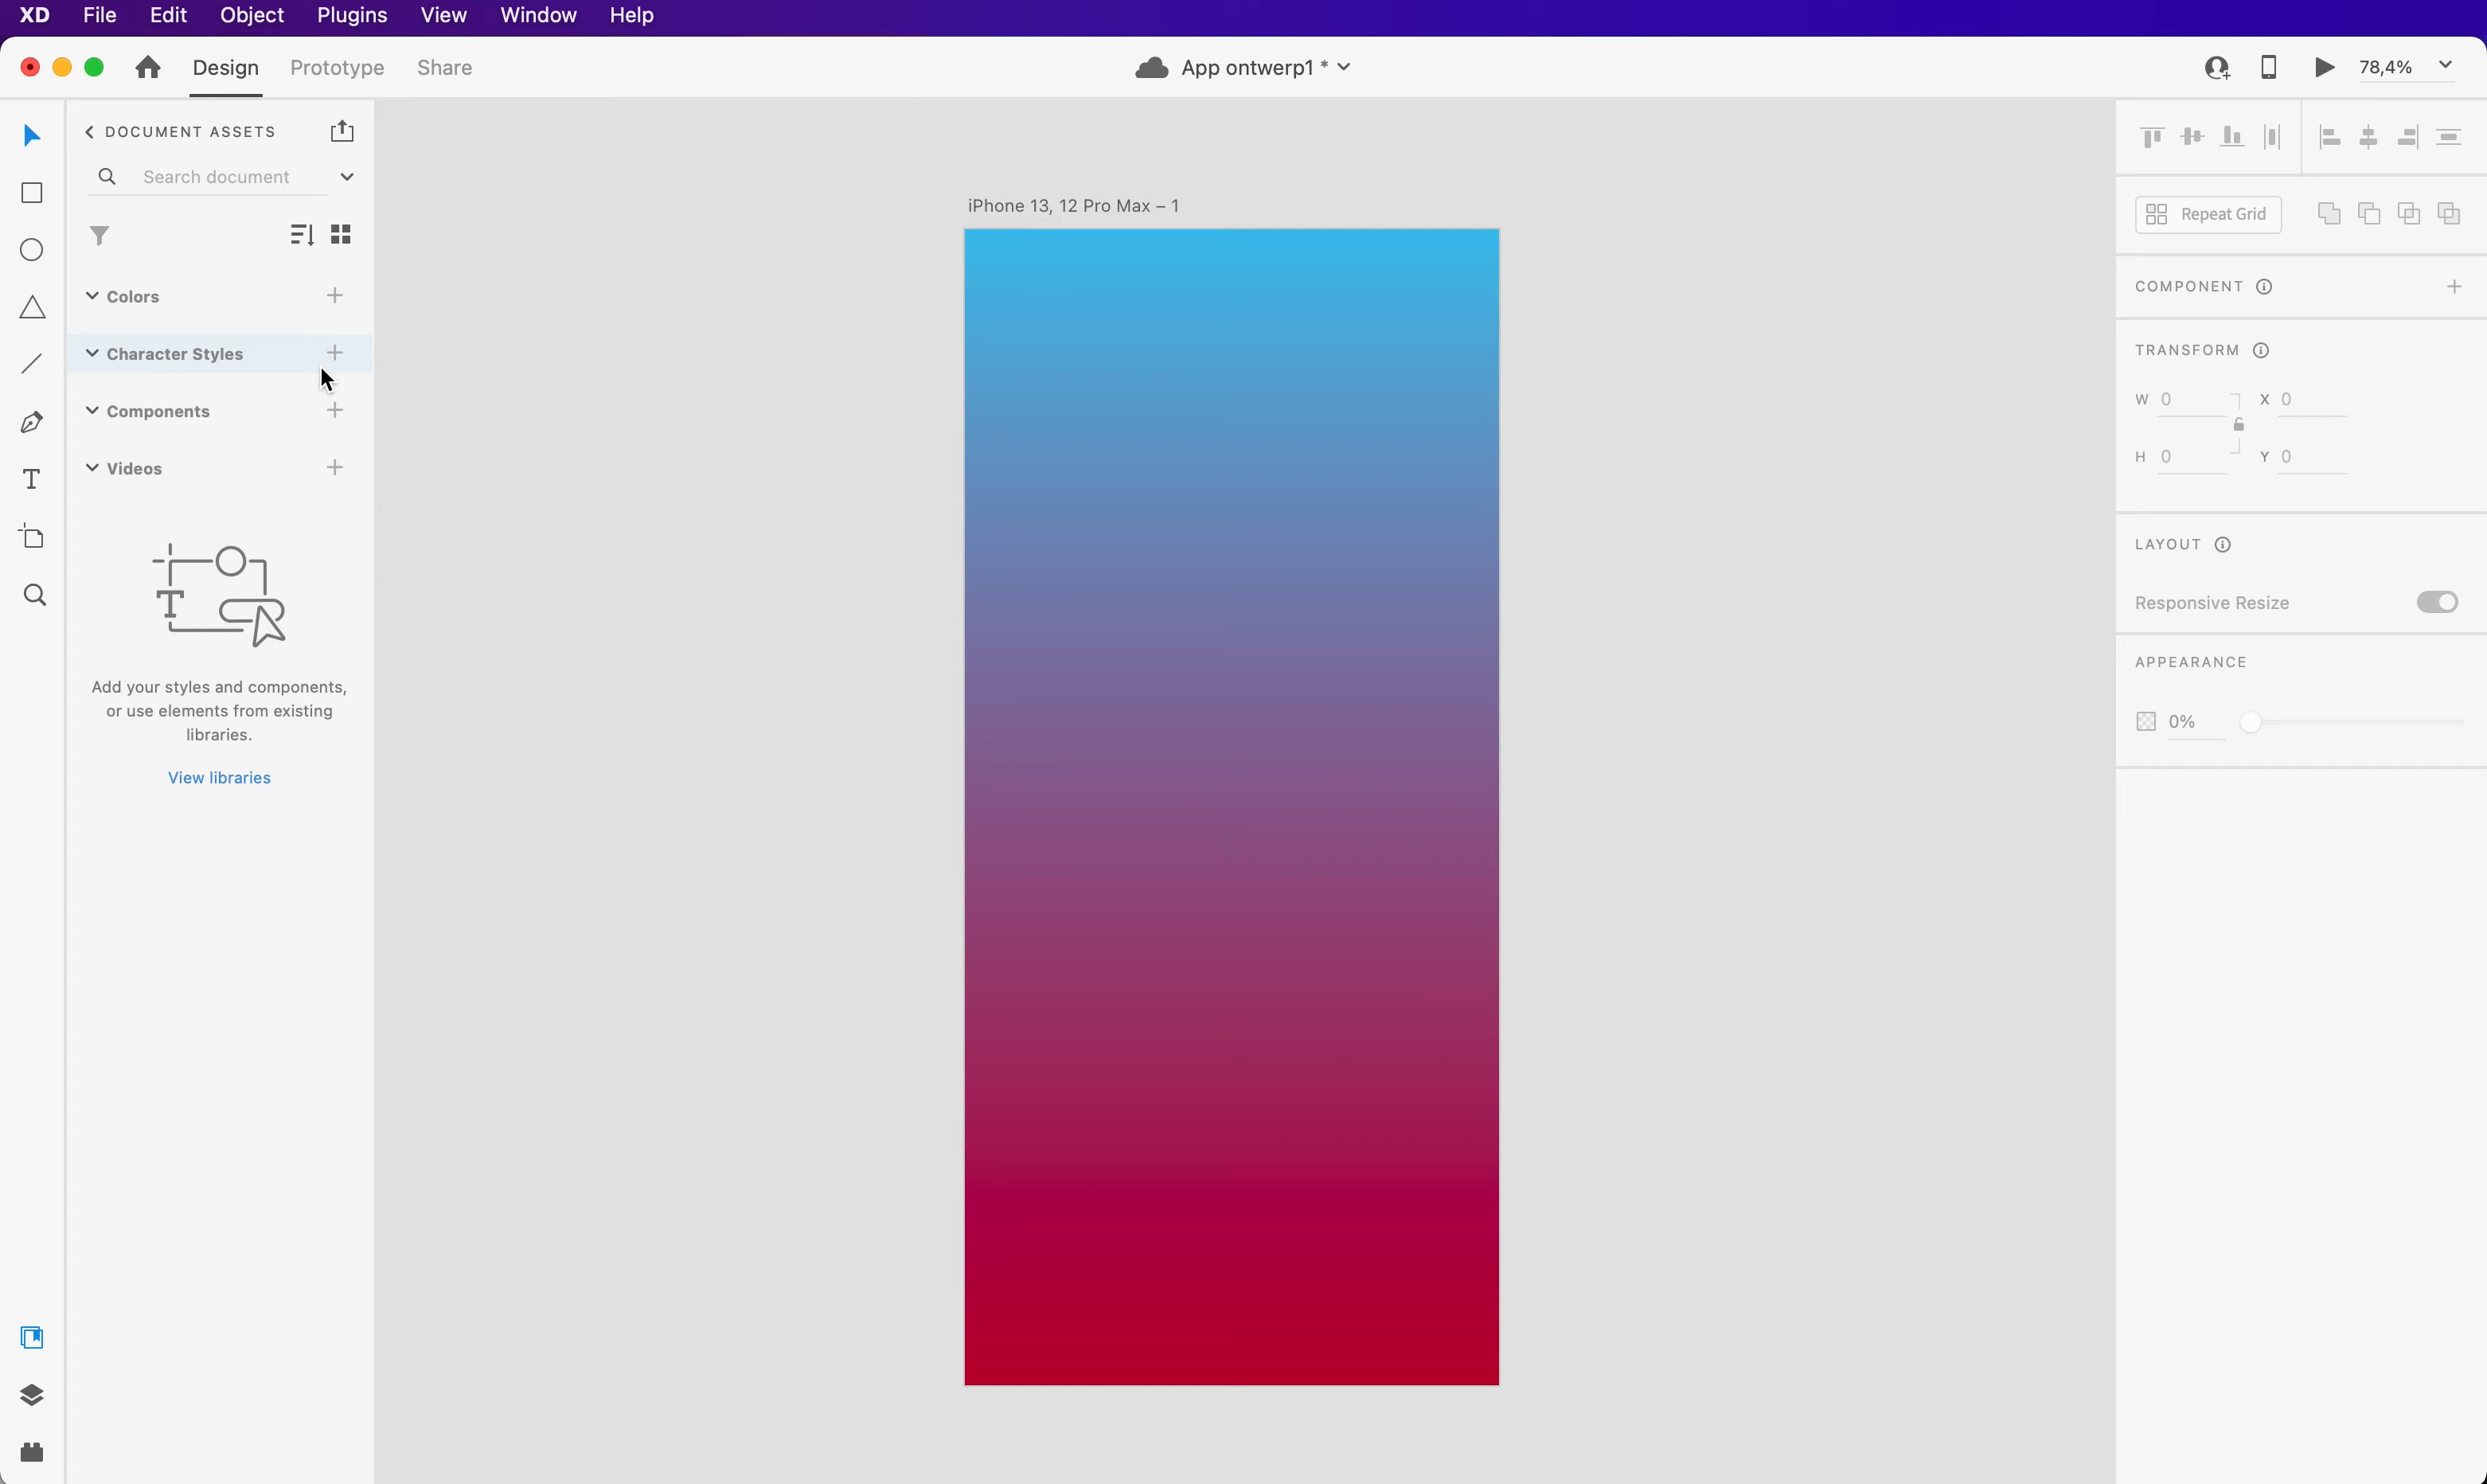 XD File Edit Object Plugins View Window Help
Design Prototype Share
App ontwerp1 *
78,4%
DOCUMENT ASSETS
Search document
Colors
Character Styles
Components
Videos
Add your styles and components,
or use elements from existing
libraries.
View libraries
iPhone 13, 12 Pro Max – 1
Repeat Grid
COMPONENT
TRANSFORM
W 0 X 0
H 0 Y 0
LAYOUT
Responsive Resize
APPEARANCE
0%